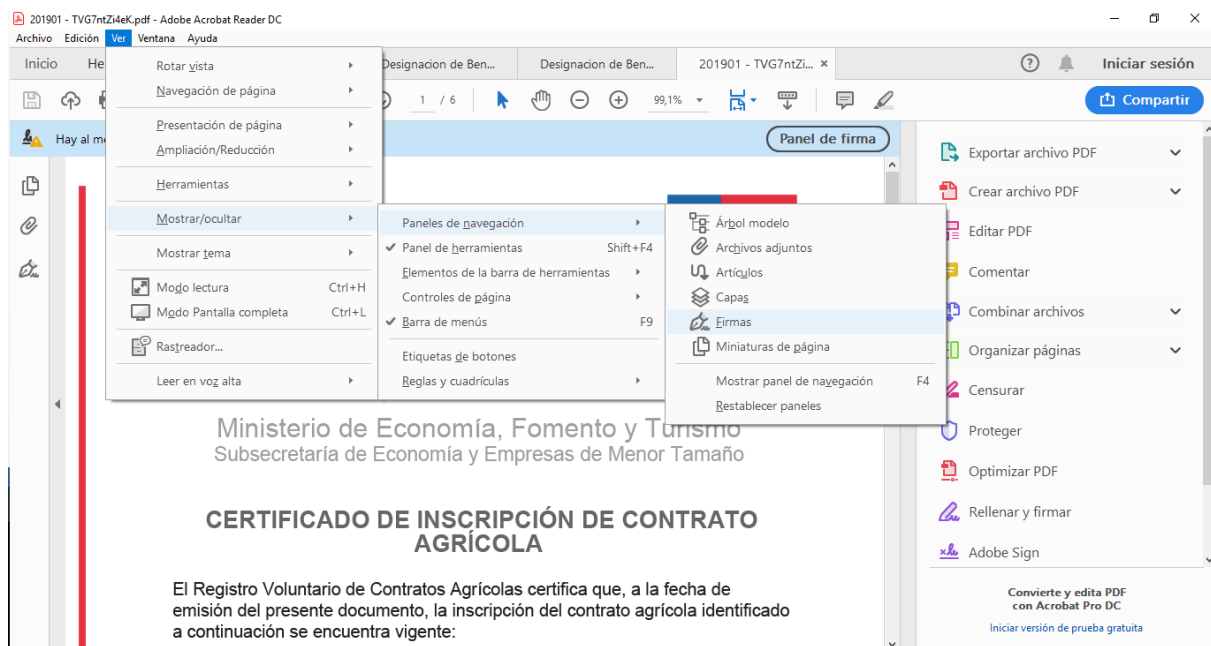 201901 - TVG7ntZi4eK.pdf - Adobe Acrobat Reader DC
Archivo Edición Ver Ventana Ayuda
Inicio He Designacion de Ben... Designacion de Ben... 201901 - TVG7ntZi... × Iniciar sesión
1 / 6 99,1% Compartir
Hay al me Panel de firma
Rotar vista
Navegación de página
Presentación de página
Ampliación/Reducción
Herramientas
Mostrar/ocultar
Mostrar tema
Modo lectura Ctrl+H
Modo Pantalla completa Ctrl+L
Rastreador...
Leer en voz alta
Paneles de navegación
Panel de herramientas Shift+F4
Elementos de la barra de herramientas
Controles de página
Barra de menús F9
Etiquetas de botones
Reglas y cuadrículas
Árbol modelo
Archivos adjuntos
Artículos
Capas
Firmas
Miniaturas de página
Mostrar panel de navegación F4
Restablecer paneles
Exportar archivo PDF
Crear archivo PDF
Editar PDF
Comentar
Combinar archivos
Organizar páginas
Censurar
Proteger
Optimizar PDF
Rellenar y firmar
Adobe Sign
Convierte y edita PDF
con Acrobat Pro DC
Iniciar versión de prueba gratuita
Ministerio de Economía, Fomento y Turismo
Subsecretaría de Economía y Empresas de Menor Tamaño
CERTIFICADO DE INSCRIPCIÓN DE CONTRATO
AGRÍCOLA
El Registro Voluntario de Contratos Agrícolas certifica que, a la fecha de
emisión del presente documento, la inscripción del contrato agrícola identificado
a continuación se encuentra vigente: